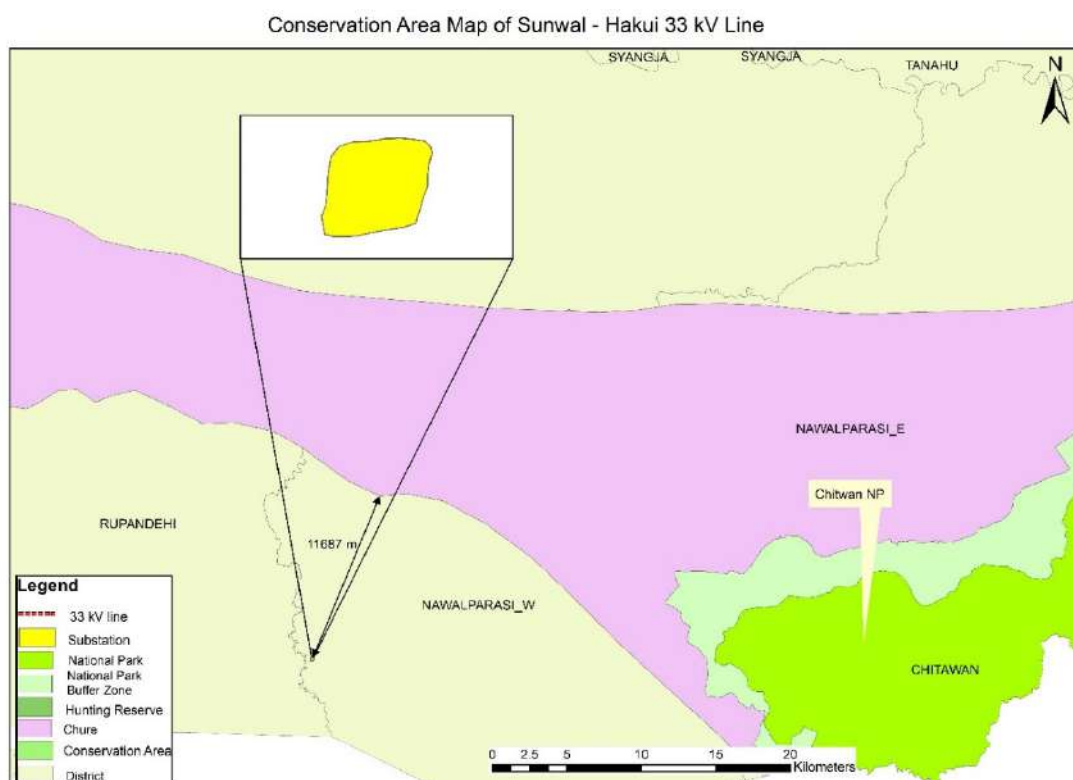 Conservation Area Map of Sunwal - Hakui 33 kV Line
SYANGJA
SYANGJA
TANAHU
N
NAWALPARASI_E
Chitwan NP
RUPANDEHI
11687 m
NAWALPARASI_W
CHITAWAN
Legend
33 kV line
Substation
National Park
National Park
Buffer Zone
Hunting Reserve
Chure
Conservation Area
District
0 2.5 5 10 15 20
Kilometers